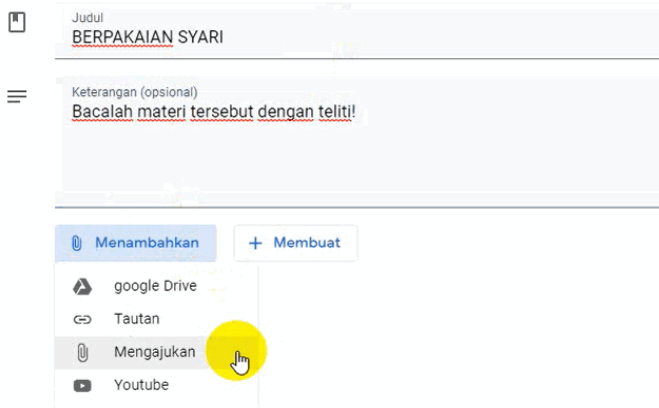 Judul
BERPAKAIAN SYARI
Keterangan (opsional)
Bacalah materi tersebut dengan teliti!
Menambahkan
+ Membuat
google Drive
Tautan
Mengajukan
Youtube